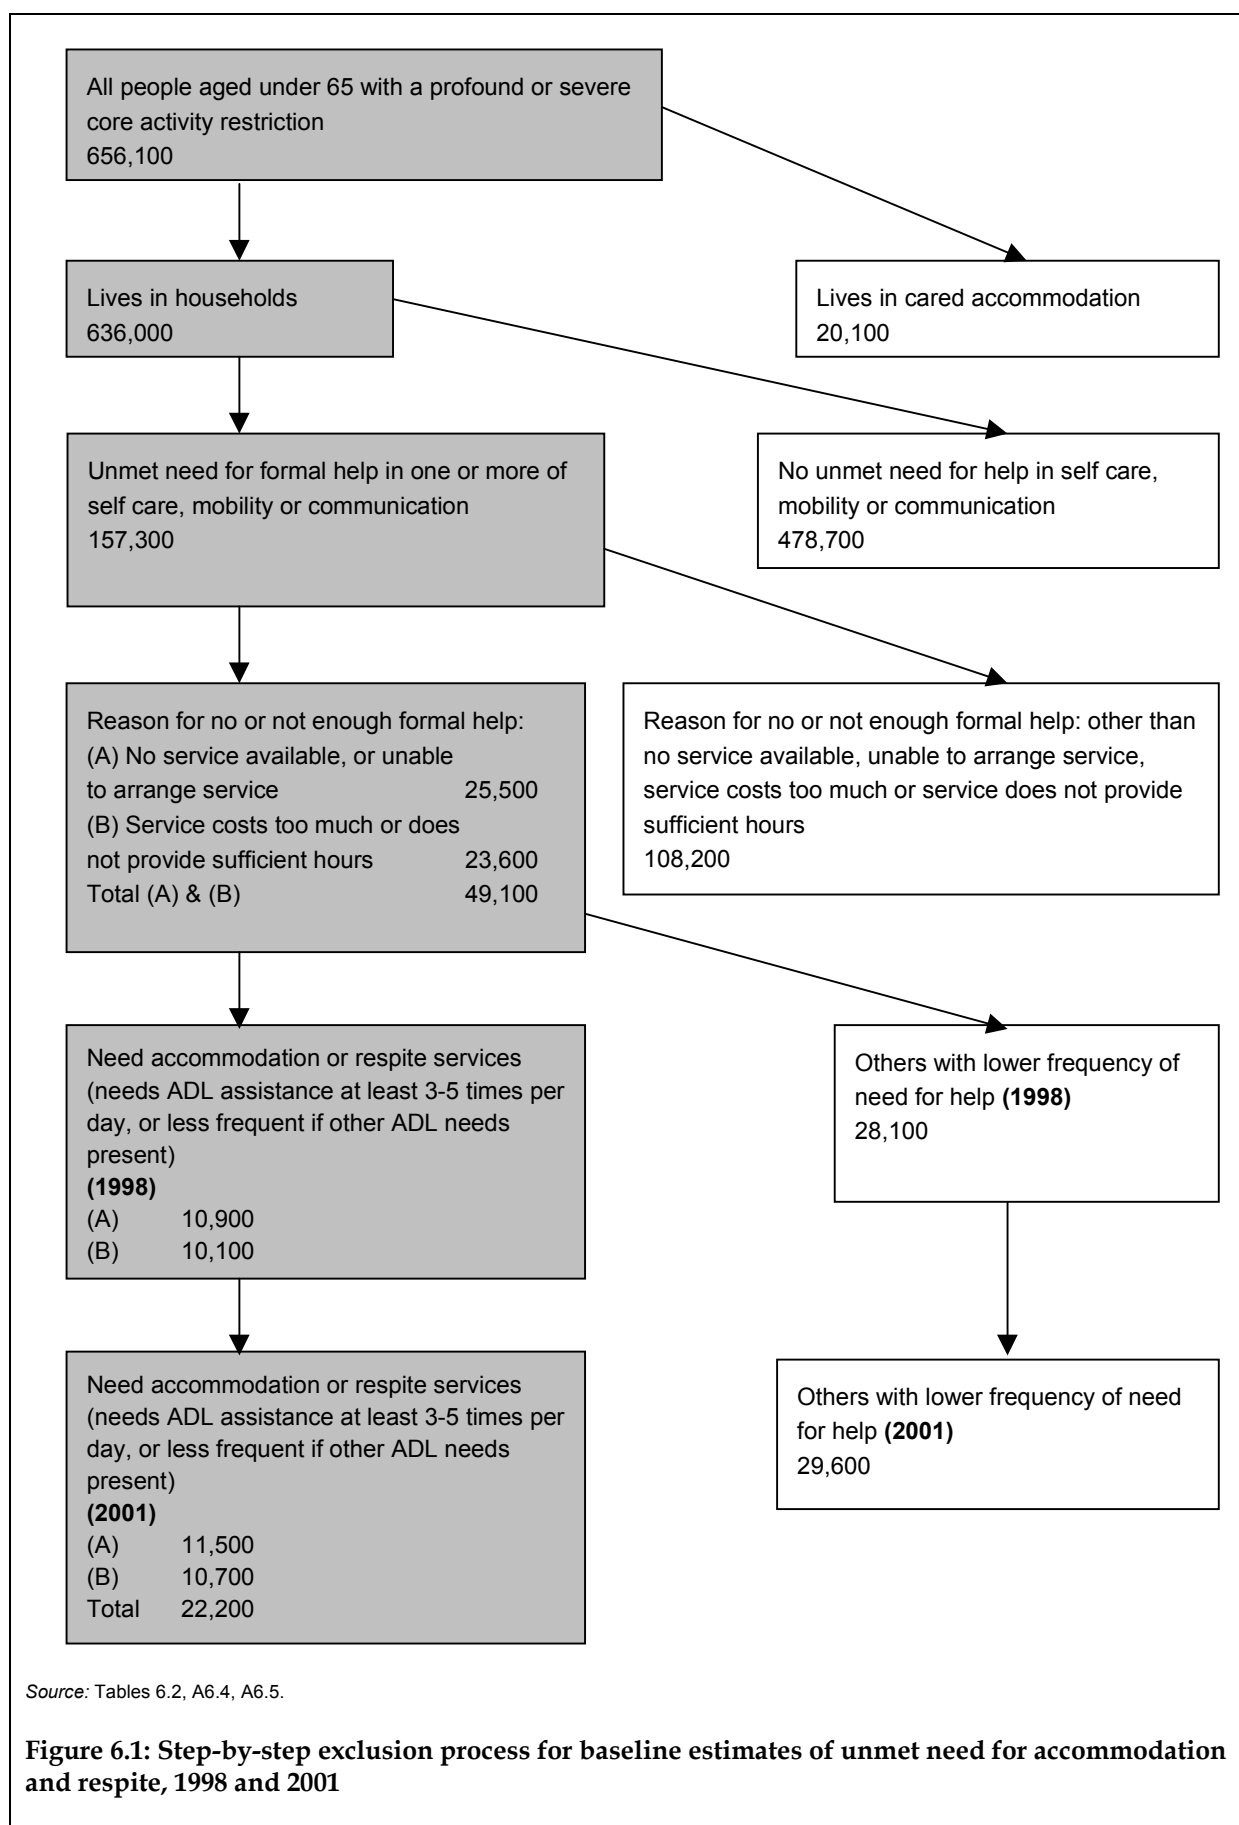 All people aged under 65 with a profound or severe
core activity restriction
656,100
Lives in households
636,000
Lives in cared accommodation
20,100
Unmet need for formal help in one or more of
self care, mobility or communication
157,300
No unmet need for help in self care,
mobility or communication
478,700
Reason for no or not enough formal help:
(A) No service available, or unable
to arrange service 25,500
(B) Service costs too much or does
not provide sufficient hours 23,600
Total (A) & (B) 49,100
Reason for no or not enough formal help: other than
no service available, unable to arrange service,
service costs too much or service does not provide
sufficient hours
108,200
Need accommodation or respite services
(needs ADL assistance at least 3-5 times per
day, or less frequent if other ADL needs
present)
(1998)
(A) 10,900
(B) 10,100
Others with lower frequency of
need for help (1998)
28,100
Need accommodation or respite services
(needs ADL assistance at least 3-5 times per
day, or less frequent if other ADL needs
present)
(2001)
(A) 11,500
(B) 10,700
Total 22,200
Others with lower frequency of need
for help (2001)
29,600
Source: Tables 6.2, A6.4, A6.5.
Figure 6.1: Step-by-step exclusion process for baseline estimates of unmet need for accommodation
and respite, 1998 and 2001